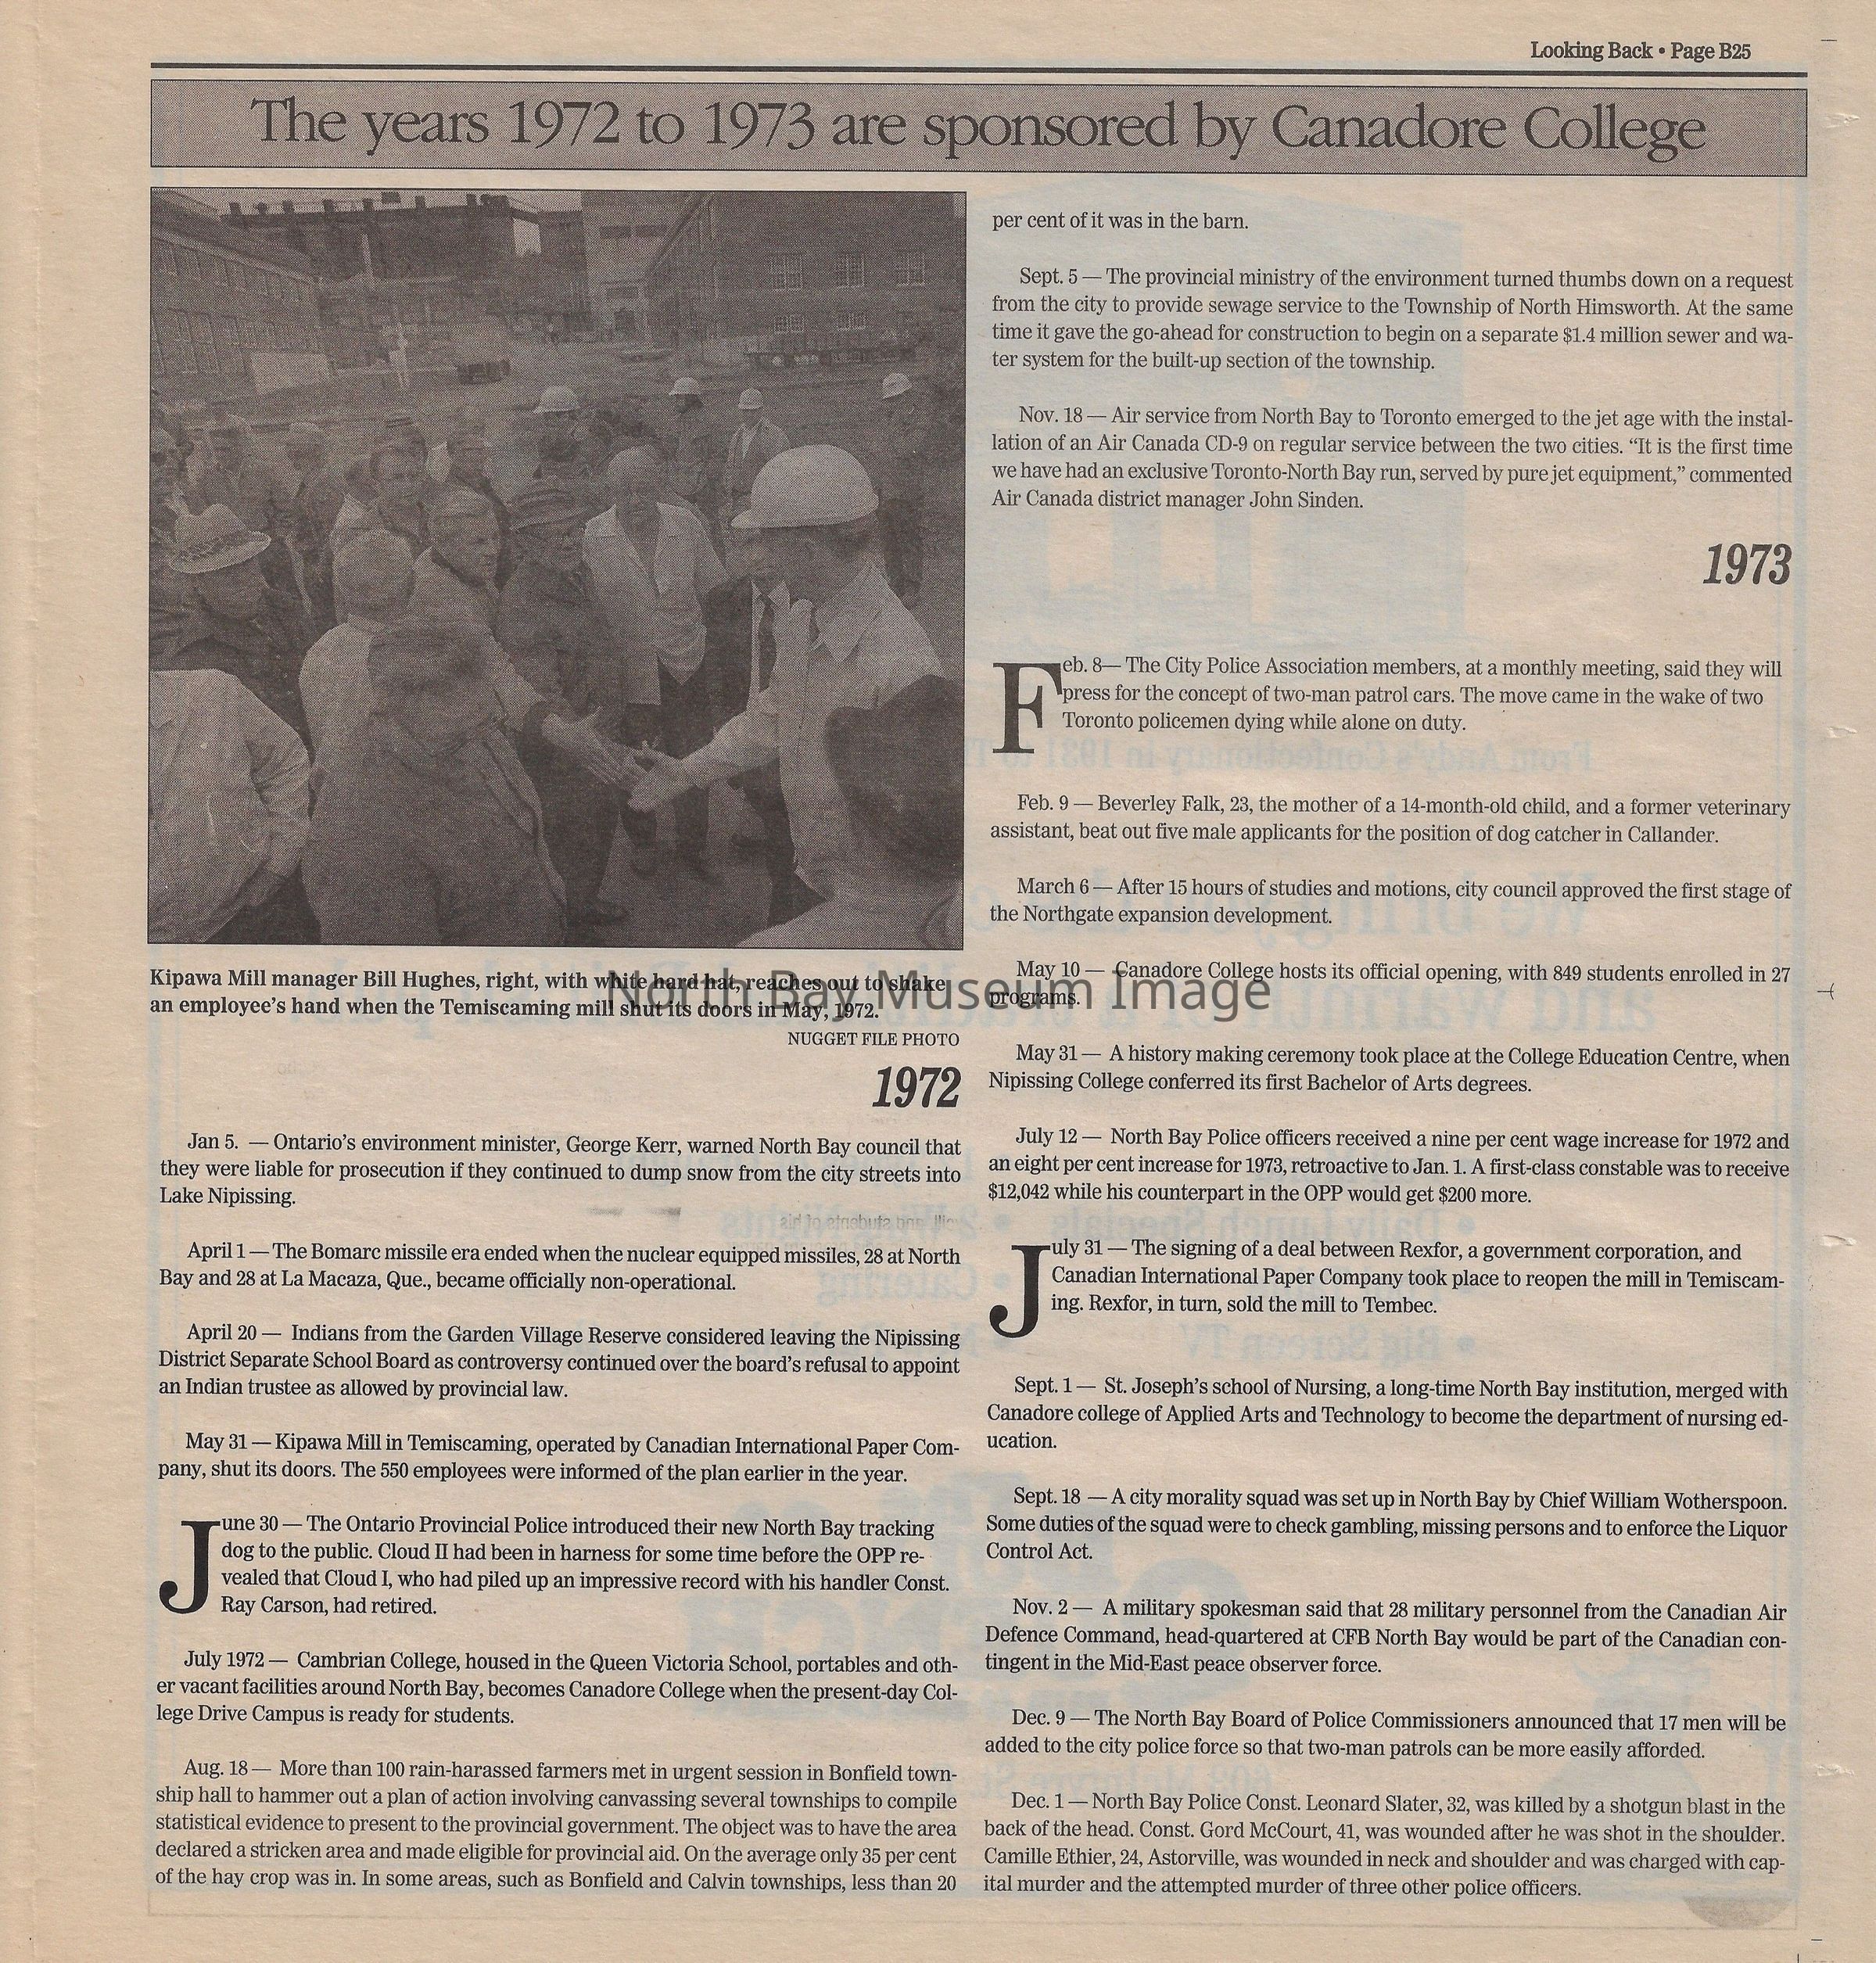 Looking Back • Page B25
The years 1972 to 1973 are sponsored by Canadore College
Kipawa Mill manager Bill Hughes, right, with white hard hat, reaches out to shake
an employee's hand when the Temiscaming mill shut its doors in May, 1972.
NUGGET FILE PHOTO
North Bay Museum Image
1972
Jan 5. — Ontario's environment minister, George Kerr, warned North Bay council that
they were liable for prosecution if they continued to dump snow from the city streets into
Lake Nipissing.
April 1 — The Bomarc missile era ended when the nuclear equipped missiles, 28 at North
Bay and 28 at La Macaza, Que., became officially non-operational.
April 20 — Indians from the Garden Village Reserve considered leaving the Nipissing
District Separate School Board as controversy continued over the board's refusal to appoint
an Indian trustee as allowed by provincial law.
May 31 — Kipawa Mill in Temiscaming, operated by Canadian International Paper Com-
pany, shut its doors. The 550 employees were informed of the plan earlier in the year.
June 30 — The Ontario Provincial Police introduced their new North Bay tracking
dog to the public. Cloud II had been in harness for some time before the OPP re-
vealed that Cloud I, who had piled up an impressive record with his handler Const.
Ray Carson, had retired.
July 1972 — Cambrian College, housed in the Queen Victoria School, portables and oth-
er vacant facilities around North Bay, becomes Canadore College when the present-day Col-
lege Drive Campus is ready for students.
Aug. 18 — More than 100 rain-harassed farmers met in urgent session in Bonfield town-
ship hall to hammer out a plan of action involving canvassing several townships to compile
statistical evidence to present to the provincial government. The object was to have the area
declared a stricken area and made eligible for provincial aid. On the average only 35 per cent
of the hay crop was in. In some areas, such as Bonfield and Calvin townships, less than 20
per cent of it was in the barn.
Sept. 5 — The provincial ministry of the environment turned thumbs down on a request
from the city to provide sewage service to the Township of North Himsworth. At the same
time it gave the go-ahead for construction to begin on a separate $1.4 million sewer and wa-
ter system for the built-up section of the township.
Nov. 18 — Air service from North Bay to Toronto emerged to the jet age with the instal-
lation of an Air Canada CD-9 on regular service between the two cities. “It is the first time
we have had an exclusive Toronto-North Bay run, served by pure jet equipment,” commented
Air Canada district manager John Sinden.
1973
Feb. 8— The City Police Association members, at a monthly meeting, said they will
press for the concept of two-man patrol cars. The move came in the wake of two
Toronto policemen dying while alone on duty.
Feb. 9 — Beverley Falk, 23, the mother of a 14-month-old child, and a former veterinary
assistant, beat out five male applicants for the position of dog catcher in Callander.
March 6 — After 15 hours of studies and motions, city council approved the first stage of
the Northgate expansion development.
May 10 — Canadore College hosts its official opening, with 849 students enrolled in 27
programs.
May 31 — A history making ceremony took place at the College Education Centre, when
Nipissing College conferred its first Bachelor of Arts degrees.
July 12 — North Bay Police officers received a nine per cent wage increase for 1972 and
an eight per cent increase for 1973, retroactive to Jan. 1. A first-class constable was to receive
$12,042 while his counterpart in the OPP would get $200 more.
July 31 — The signing of a deal between Rexfor, a government corporation, and
Canadian International Paper Company took place to reopen the mill in Temiscam-
ing. Rexfor, in turn, sold the mill to Tembec.
Sept. 1 — St. Joseph's school of Nursing, a long-time North Bay institution, merged with
Canadore college of Applied Arts and Technology to become the department of nursing ed-
ucation.
Sept. 18 — A city morality squad was set up in North Bay by Chief William Wotherspoon.
Some duties of the squad were to check gambling, missing persons and to enforce the Liquor
Control Act.
Nov. 2 — A military spokesman said that 28 military personnel from the Canadian Air
Defence Command, head-quartered at CFB North Bay would be part of the Canadian con-
tingent in the Mid-East peace observer force.
Dec. 9 — The North Bay Board of Police Commissioners announced that 17 men will be
added to the city police force so that two-man patrols can be more easily afforded.
Dec. 1 — North Bay Police Const. Leonard Slater, 32, was killed by a shotgun blast in the
back of the head. Const. Gord McCourt, 41, was wounded after he was shot in the shoulder.
Camille Ethier, 24, Astorville, was wounded in neck and shoulder and was charged with cap-
ital murder and the attempted murder of three other police officers.